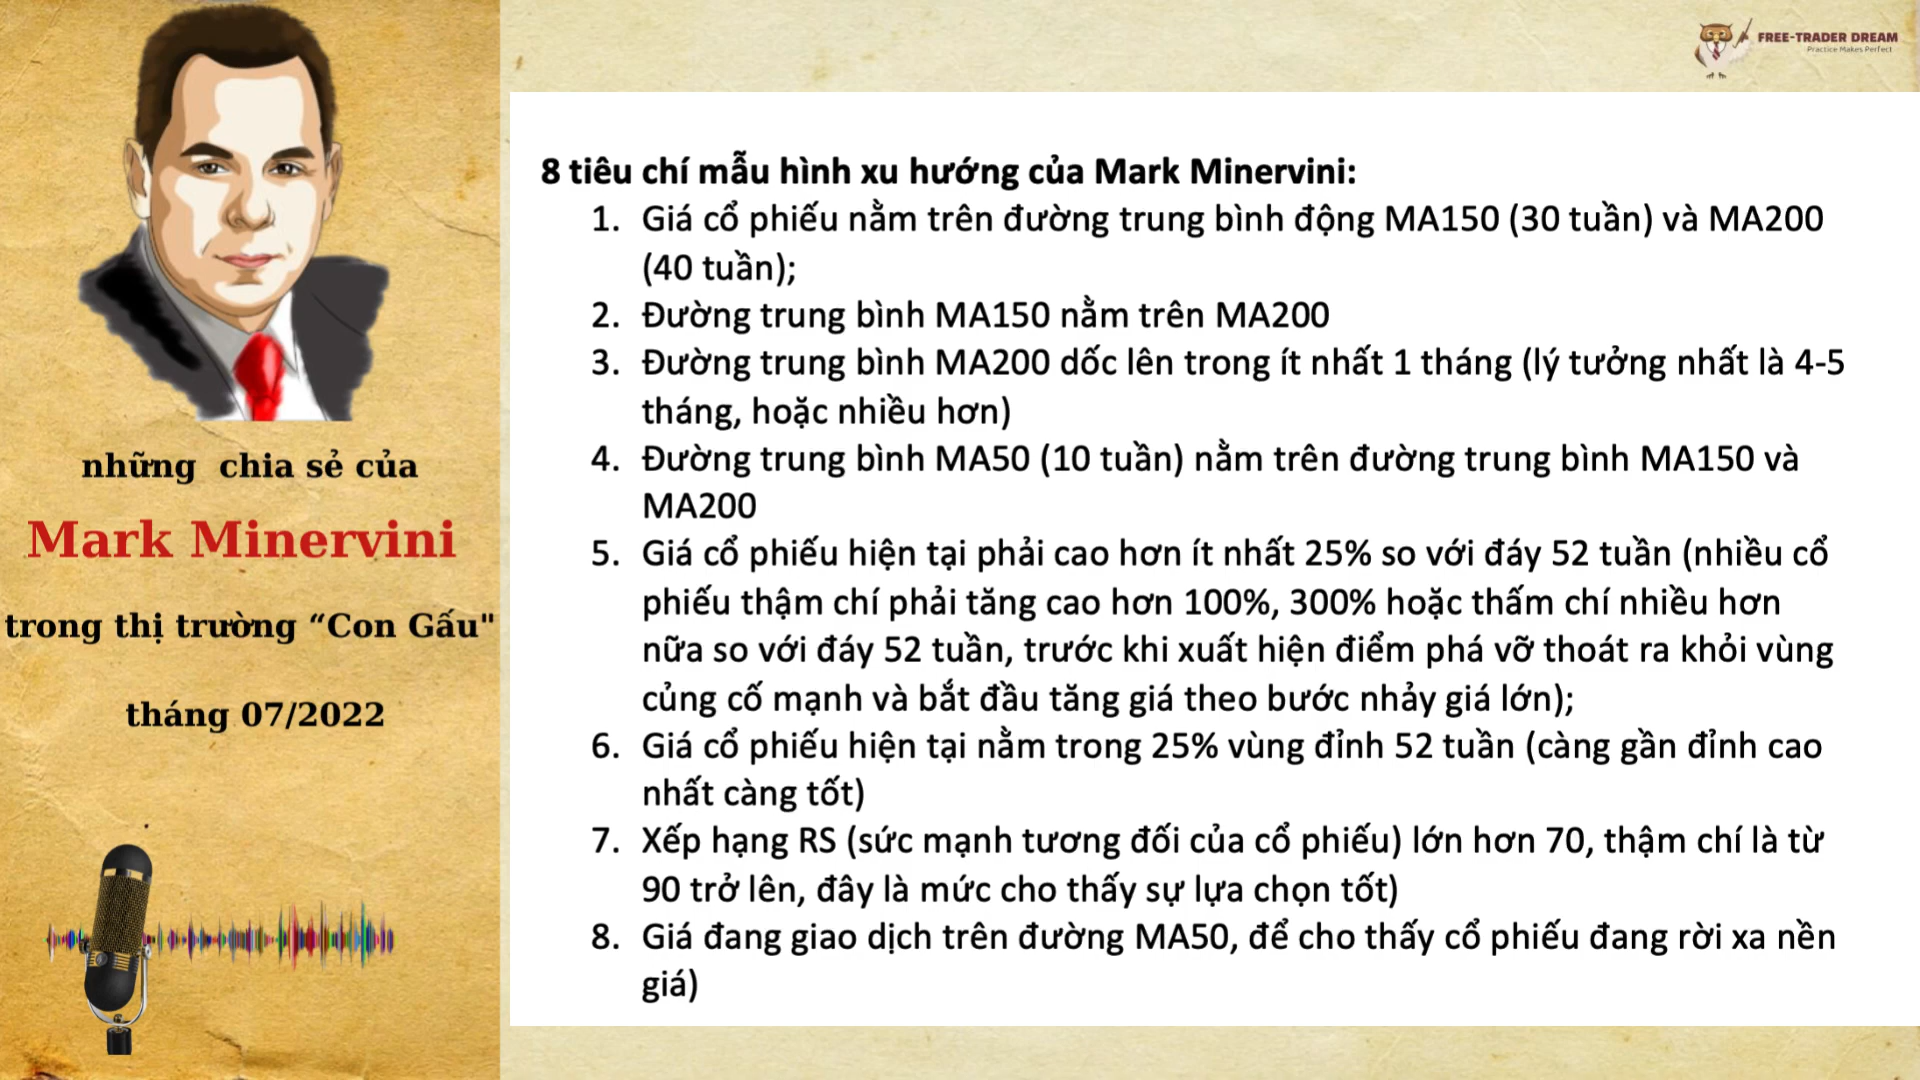 FREE-TRADER DREAM
Practice Makes Perfect
những chia sẻ của
Mark Minervini
trong thị trường “Con Gấu"
tháng 07/2022
8 tiêu chí mẫu hình xu hướng của Mark Minervini:
1. Giá cổ phiếu nằm trên đường trung bình động MA150 (30 tuần) và MA200
(40 tuần);
2. Đường trung bình MA150 nằm trên MA200
3. Đường trung bình MA200 dốc lên trong ít nhất 1 tháng (lý tưởng nhất là 4-5
tháng, hoặc nhiều hơn)
4. Đường trung bình MA50 (10 tuần) nằm trên đường trung bình MA150 và
MA200
5. Giá cổ phiếu hiện tại phải cao hơn ít nhất 25% so với đáy 52 tuần (nhiều cổ
phiếu thậm chí phải tăng cao hơn 100%, 300% hoặc thấm chí nhiều hơn
nữa so với đáy 52 tuần, trước khi xuất hiện điểm phá vỡ thoát ra khỏi vùng
củng cố mạnh và bắt đầu tăng giá theo bước nhảy giá lớn);
6. Giá cổ phiếu hiện tại nằm trong 25% vùng đỉnh 52 tuần (càng gần đỉnh cao
nhất càng tốt)
7. Xếp hạng RS (sức mạnh tương đối của cổ phiếu) lớn hơn 70, thậm chí là từ
90 trở lên, đây là mức cho thấy sự lựa chọn tốt)
8. Giá đang giao dịch trên đường MA50, để cho thấy cổ phiếu đang rời xa nền
giá)